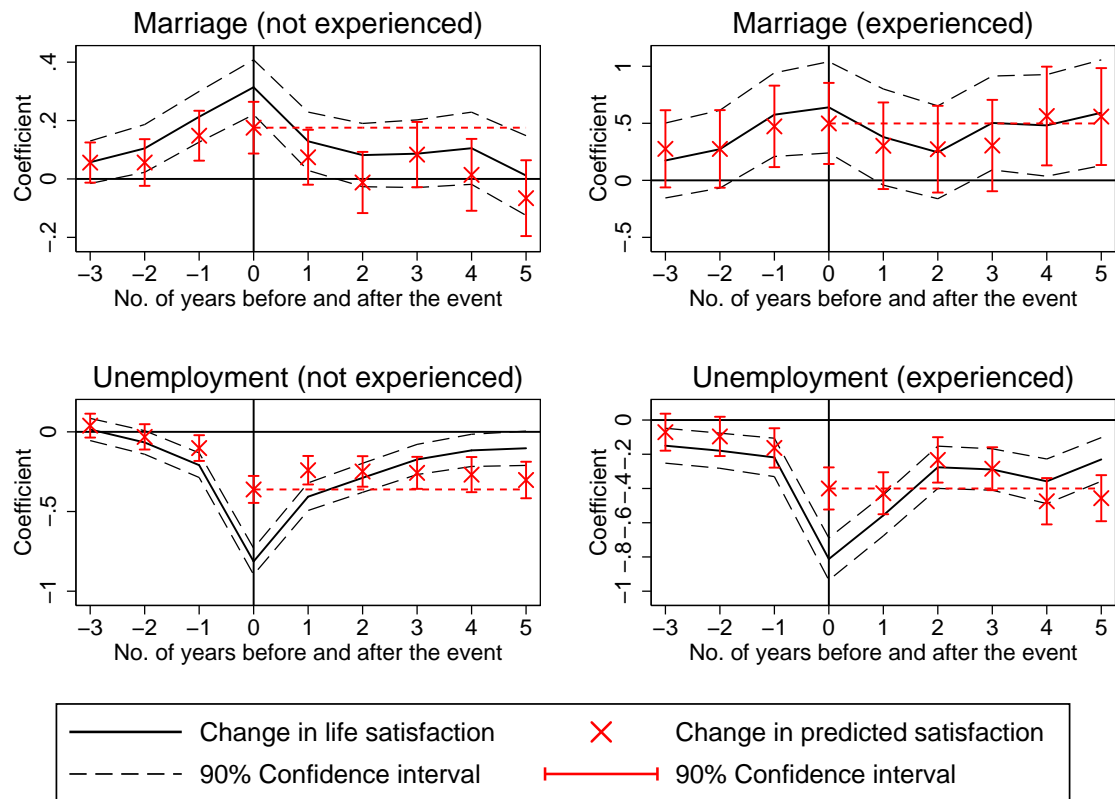 Marriage (not experienced)
Coefficient
.4
.2
0
−.2
−3 −2 −1 0 1 2 3 4 5
No. of years before and after the event
Marriage (experienced)
Coefficient
1
.5
0
−.5
−3 −2 −1 0 1 2 3 4 5
No. of years before and after the event
Unemployment (not experienced)
Coefficient
0
−.5
−1
−3 −2 −1 0 1 2 3 4 5
No. of years before and after the event
Unemployment (experienced)
Coefficient
0
−.2
−.4
−.6
−.8
−1
−3 −2 −1 0 1 2 3 4 5
No. of years before and after the event
Change in life satisfaction
Change in predicted satisfaction
90% Confidence interval
90% Confidence interval